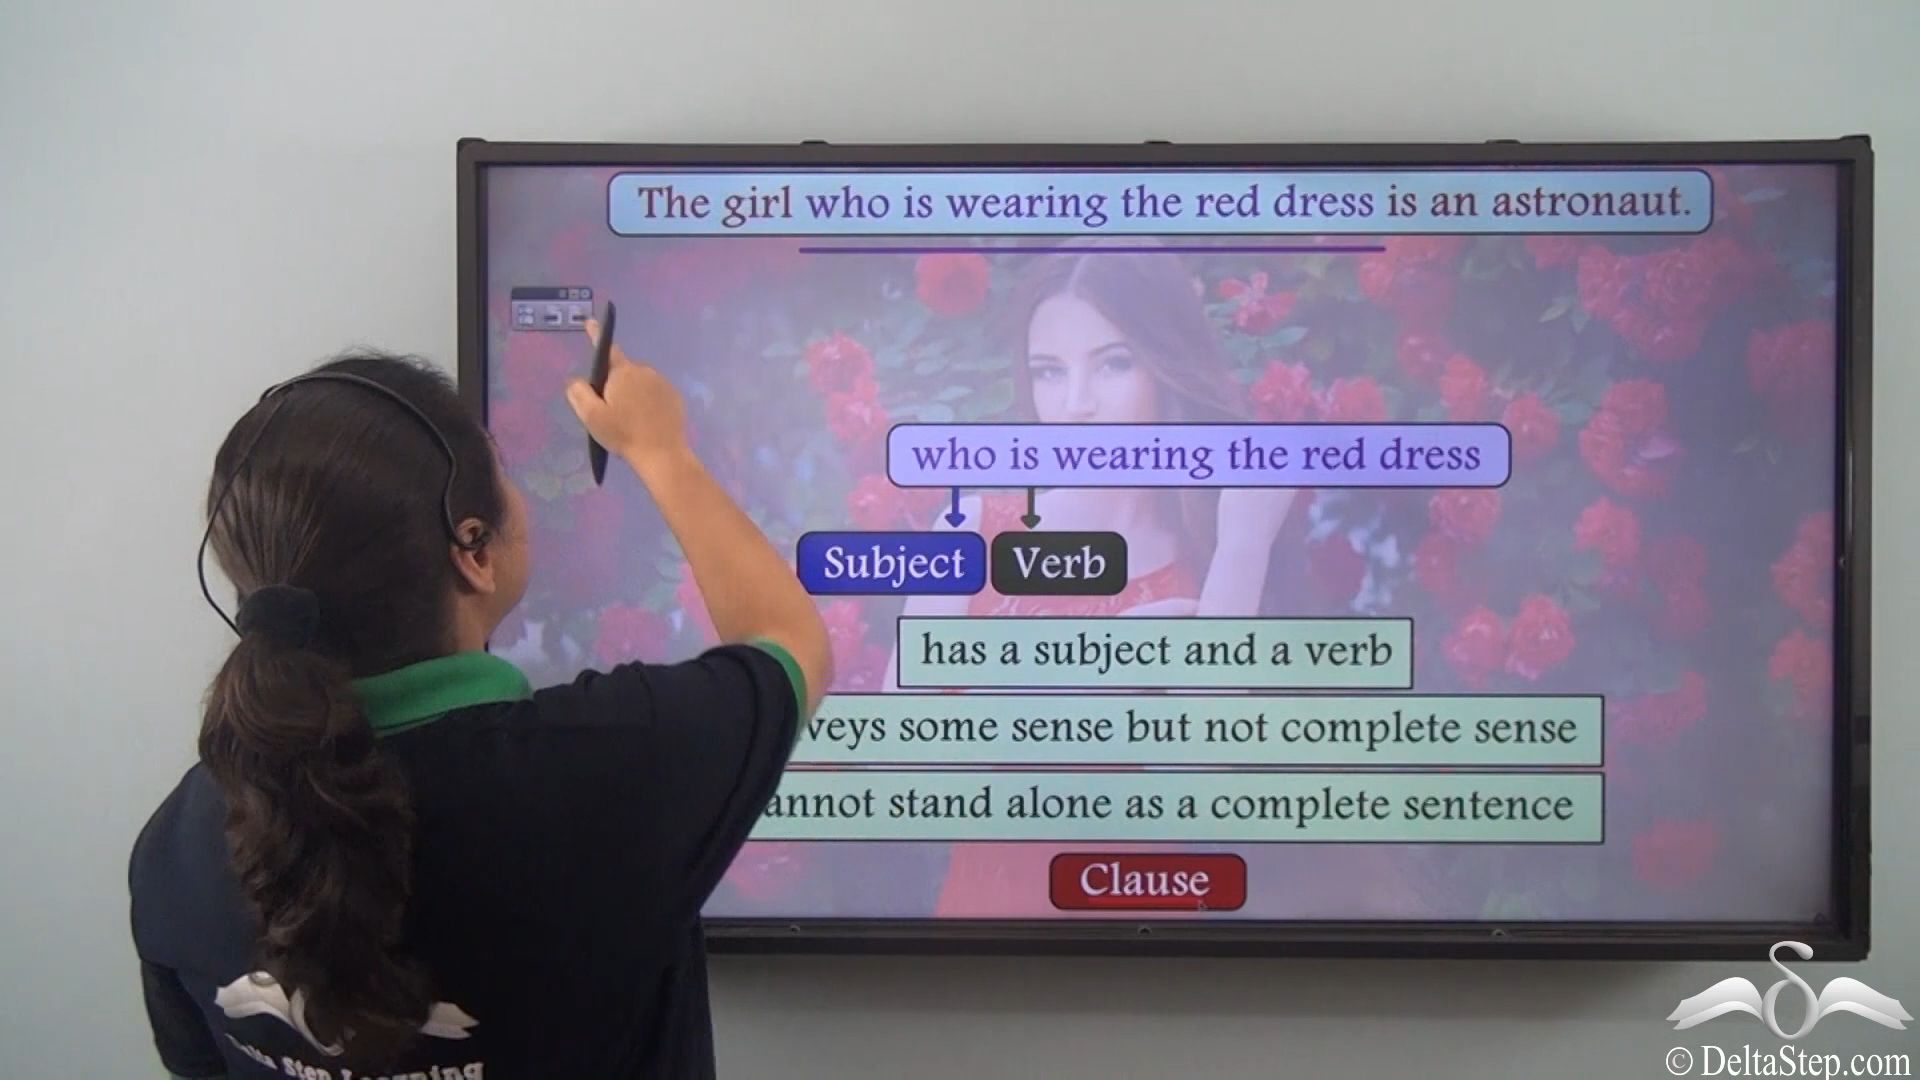 The girl who is wearing the red dress is an astronaut.
who is wearing the red dress
Subject Verb
has a subject and a verb
veys some sense but not complete sense
annot stand alone as a complete sentence
Clause
Step Learning
© DeltaStep.com